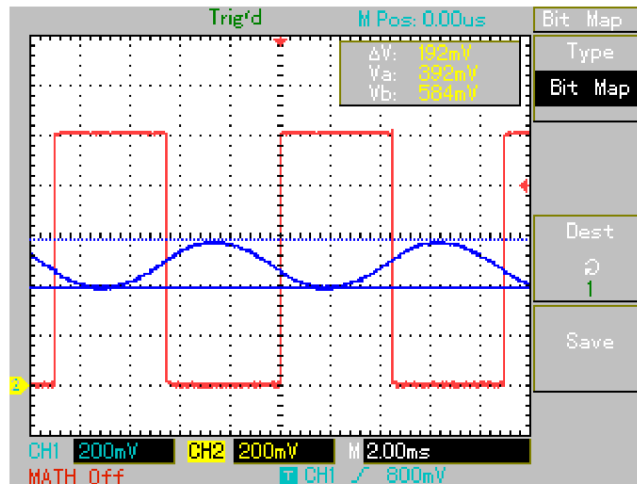 Trig'd M Pos: 0.00us Bit Map
ΔV: 192mV
Va: 392mV
Vb: 584mV
Type
Bit Map
Dest
1
Save
2
CH1 200mV CH2 200mV M 2.00ms
MATH Off T CH1 800mV